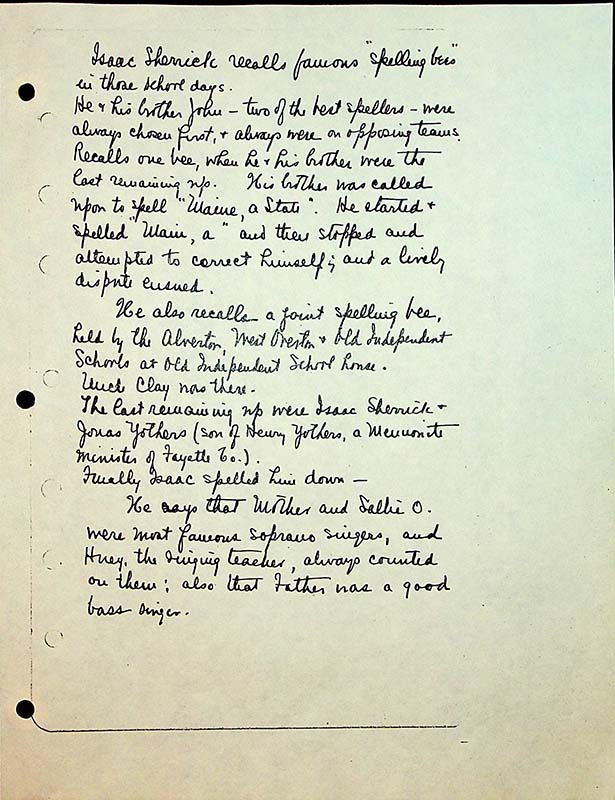 Isaac Sherrick recalls famous "spelling bees"
in those school days.
He & his brother John – two of the best spellers – were
always chosen first, & always were on opposing teams.
Recalls one bee, when he & his brother were the
last remaining up. His brother was called
upon to spell "Maine, a State". He started &
spelled "Main, a" and then stopped and
attempted to correct himself; and a lively
dispute ensued.
He also recalls a joint spelling bee,
held by the Alverton, West Overton & Old Independent
Schools at Old Independent School house.
Uncle Clay was there.
The last remaining up were Isaac Sherrick &
Jonas Yothers (son of Henry Yothers, a Mennonite
minister of Fayette Co.).
Finally Isaac spelled him down –
He says that Mother and Sallie O.
were most famous soprano singers, and
the singing teacher, always counted
on them; also that Father was a good
bass singer.